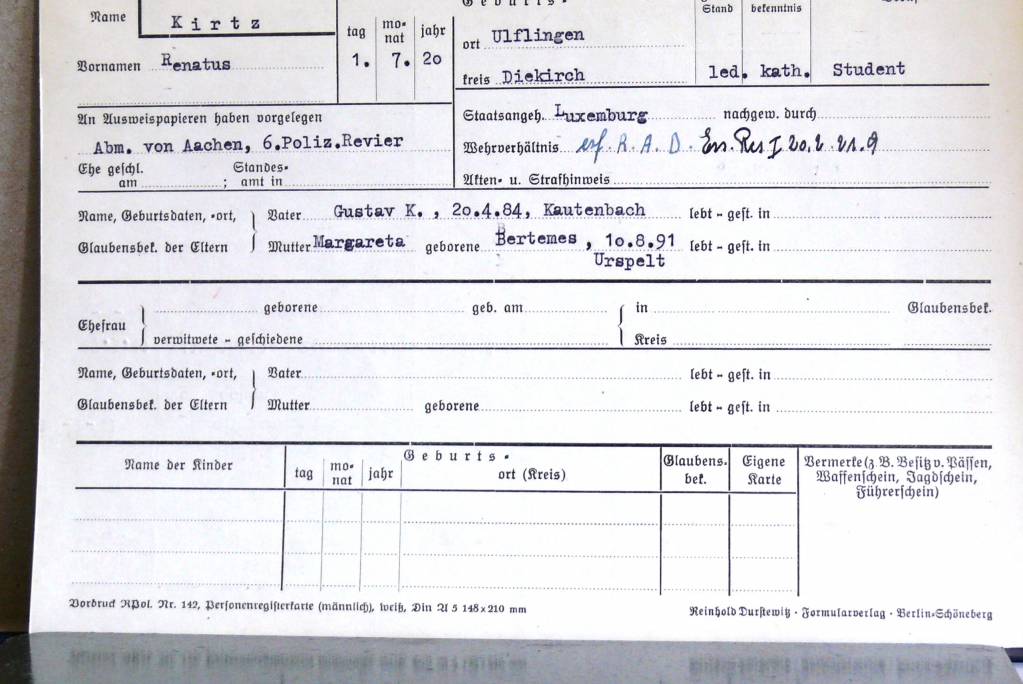 Name Kirtz
tag monat jahr
Geburts-
Stand bekenntnis
ort Ulflingen
Vornamen Renatus
1. 7. 20
kreis Diekirch
led. kath. Student
An Ausweispapieren haben vorgelegen
Abm. von Aachen, 6.Poliz.Revier
Ehe geschl. am ; Standes-amt in
Staatsangeh. Luxemburg nachgew. durch
Wehrverhältnis erf. R. A. D. Ers. Res I 20.2.
Akten- u. Strafhinweis
Name, Geburtsdaten, -ort, Vater Gustav K. , 20.4.84, Kautenbach lebt - gest. in
Glaubensbek. der Eltern Mutter Margareta geborene Bertemes , 10.8.91 lebt - gest. in
Urspelt
geborene geb. am in Glaubensbek.
Ehefrau
verwitwete - geschiedene Kreis
Name, Geburtsdaten, -ort, Vater lebt - gest. in
Glaubensbek. der Eltern Mutter geborene lebt - gest. in
Name der Kinder
Geburts-
tag monat jahr ort (Kreis)
Glaubens-bek.
Eigene Karte
Vermerke (z. B. Besitz v. Pässen,
Waffenschein, Jagdschein,
Führerschein)
Vordruck RPol. Nr. 142, Personenregisterkarte (männlich), weiß, Din A 5 148x210 mm
Reinhold Durstewitz · Formularverlag · Berlin-Schöneberg